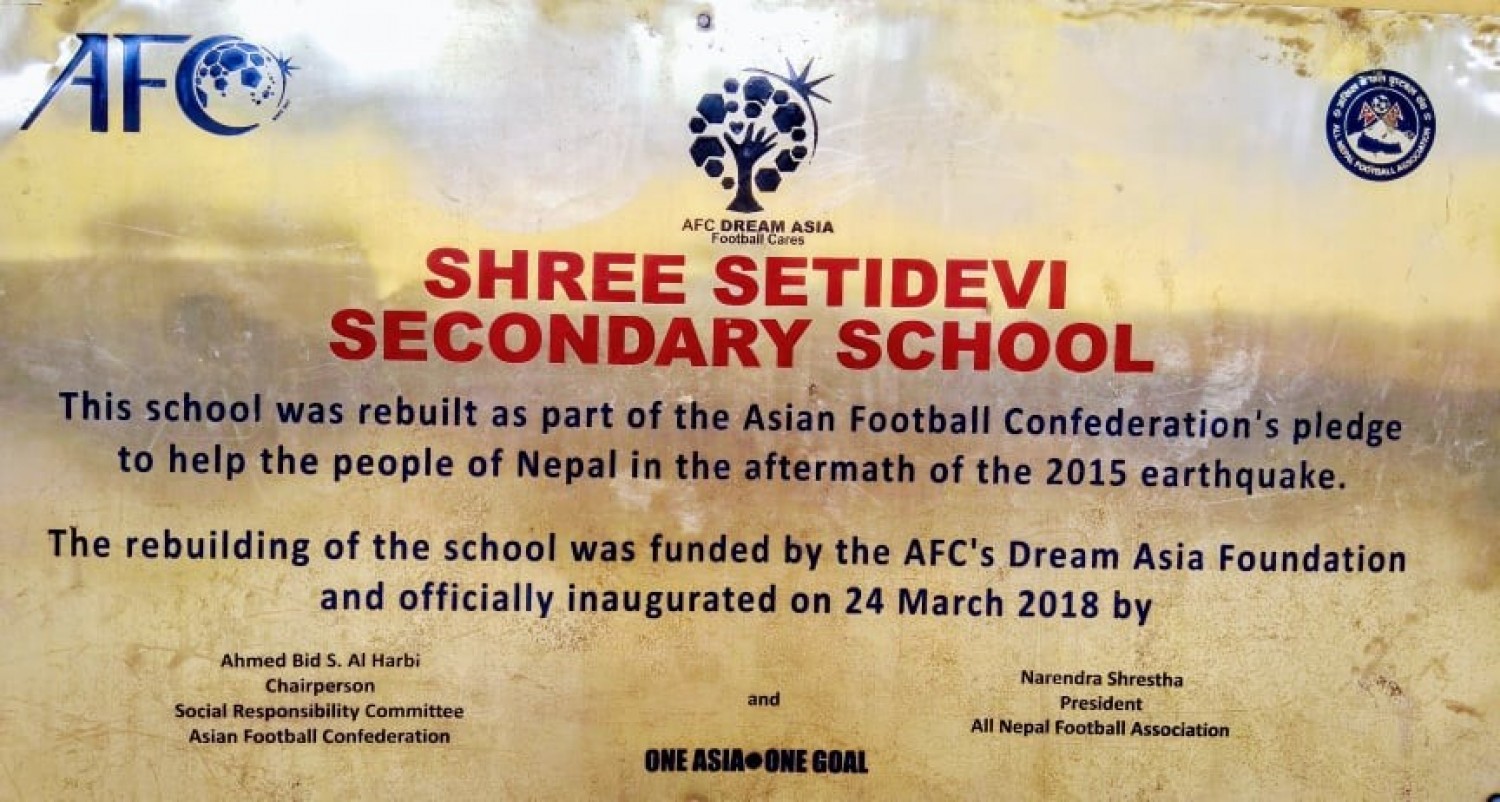 AFC
AFC DREAM ASIA
Football Cares
ALL NEPAL FOOTBALL ASSOCIATION
SHREE SETIDEVI
SECONDARY SCHOOL
This school was rebuilt as part of the Asian Football Confederation's pledge
to help the people of Nepal in the aftermath of the 2015 earthquake.
The rebuilding of the school was funded by the AFC's Dream Asia Foundation
and officially inaugurated on 24 March 2018 by
Ahmed Bid S. Al Harbi
Chairperson
Social Responsibility Committee
Asian Football Confederation
and
Narendra Shrestha
President
All Nepal Football Association
ONE ASIA●ONE GOAL